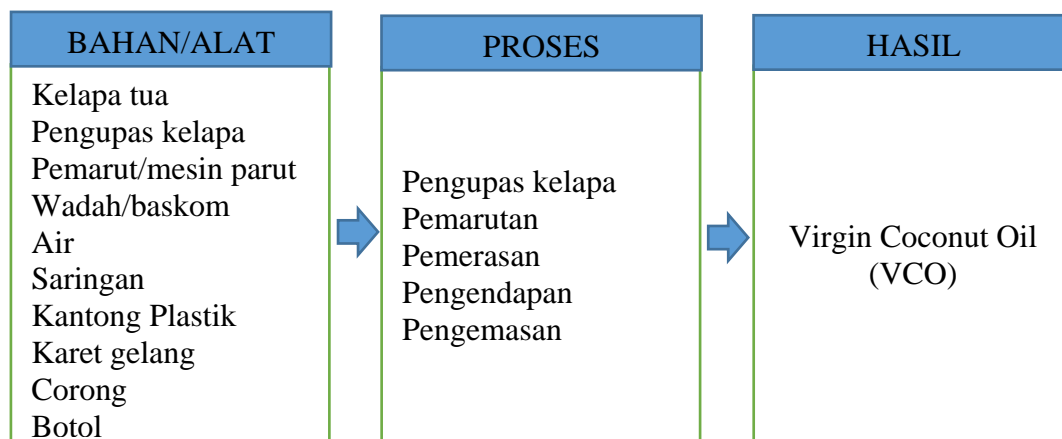 BAHAN/ALAT
Kelapa tua
Pengupas kelapa
Pemarut/mesin parut
Wadah/baskom
Air
Saringan
Kantong Plastik
Karet gelang
Corong
Botol
PROSES
Pengupas kelapa
Pemarutan
Pemerasan
Pengendapan
Pengemasan
HASIL
Virgin Coconut Oil
(VCO)